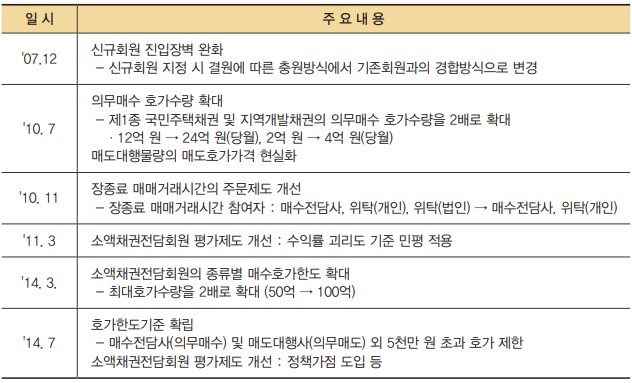 일 시 주 요 내 용
'07.12 신규회원 진입장벽 완화
– 신규회원 지정 시 결원에 따른 충원방식에서 기존회원과의 경합방식으로 변경
'10. 7 의무매수 호가수량 확대
– 제1종 국민주택채권 및 지역개발채권의 의무매수 호가수량을 2배로 확대
· 12억 원 → 24억 원(당월), 2억 원 → 4억 원(당월)
매도대행물량의 매도호가가격 현실화
'10. 11 장종료 매매거래시간의 주문제도 개선
– 장종료 매매거래시간 참여자 : 매수전담사, 위탁(개인), 위탁(법인) → 매수전담사, 위탁(개인)
'11. 3 소액채권전담회원 평가제도 개선 : 수익률 괴리도 기준 민평 적용
'14. 3. 소액채권전담회원의 종류별 매수호가한도 확대
– 최대호가수량을 2배로 확대 (50억 → 100억)
'14. 7 호가한도기준 확립
– 매수전담사(의무매수) 및 매도대행사(의무매도) 외 5천만 원 초과 호가 제한
소액채권전담회원 평가제도 개선 : 정책가점 도입 등